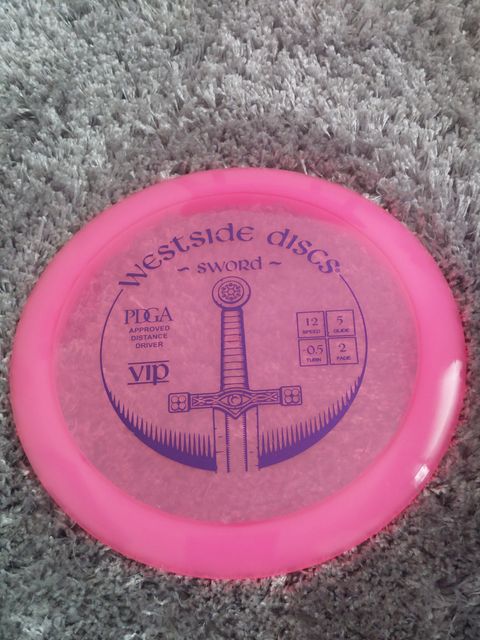 Westside Discs
~ Sword ~
PDGA
APPROVED
DISTANCE
DRIVER
VIP
12
SPEED
5
GLIDE
-0.5
TURN
2
FADE